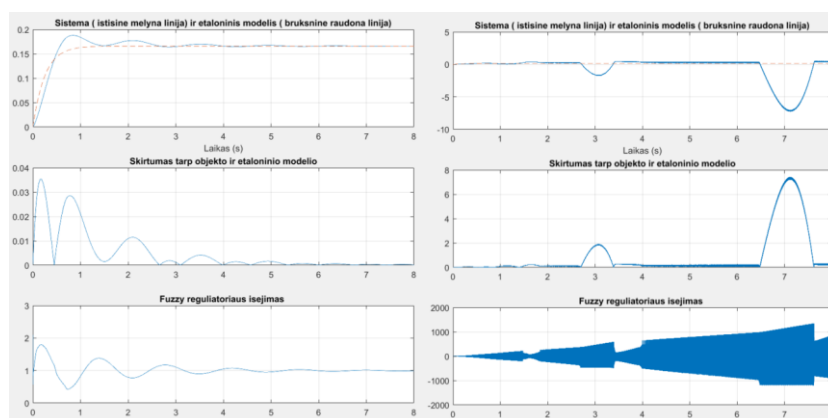 Sistema ( istisine melyna linija) ir etaloninis modelis ( bruksnine raudona linija)
0.2
0.15
0.1
0.05
0
0 1 2 3 4 5 6 7 8
Laikas (s)
Skirtumas tarp objekto ir etaloninio modelio
0.04
0.03
0.02
0.01
0
0 1 2 3 4 5 6 7 8
Fuzzy reguliatoriaus isejimas
3
2
1
0
0 1 2 3 4 5 6 7 8
Sistema ( istisine melyna linija) ir etaloninis modelis ( bruksnine raudona linija)
5
0
-5
-10
0 1 2 3 4 5 6 7 8
Laikas (s)
Skirtumas tarp objekto ir etaloninio modelio
8
6
4
2
0
0 1 2 3 4 5 6 7 8
Fuzzy reguliatoriaus isejimas
2000
1000
0
-1000
-2000
0 1 2 3 4 5 6 7 8